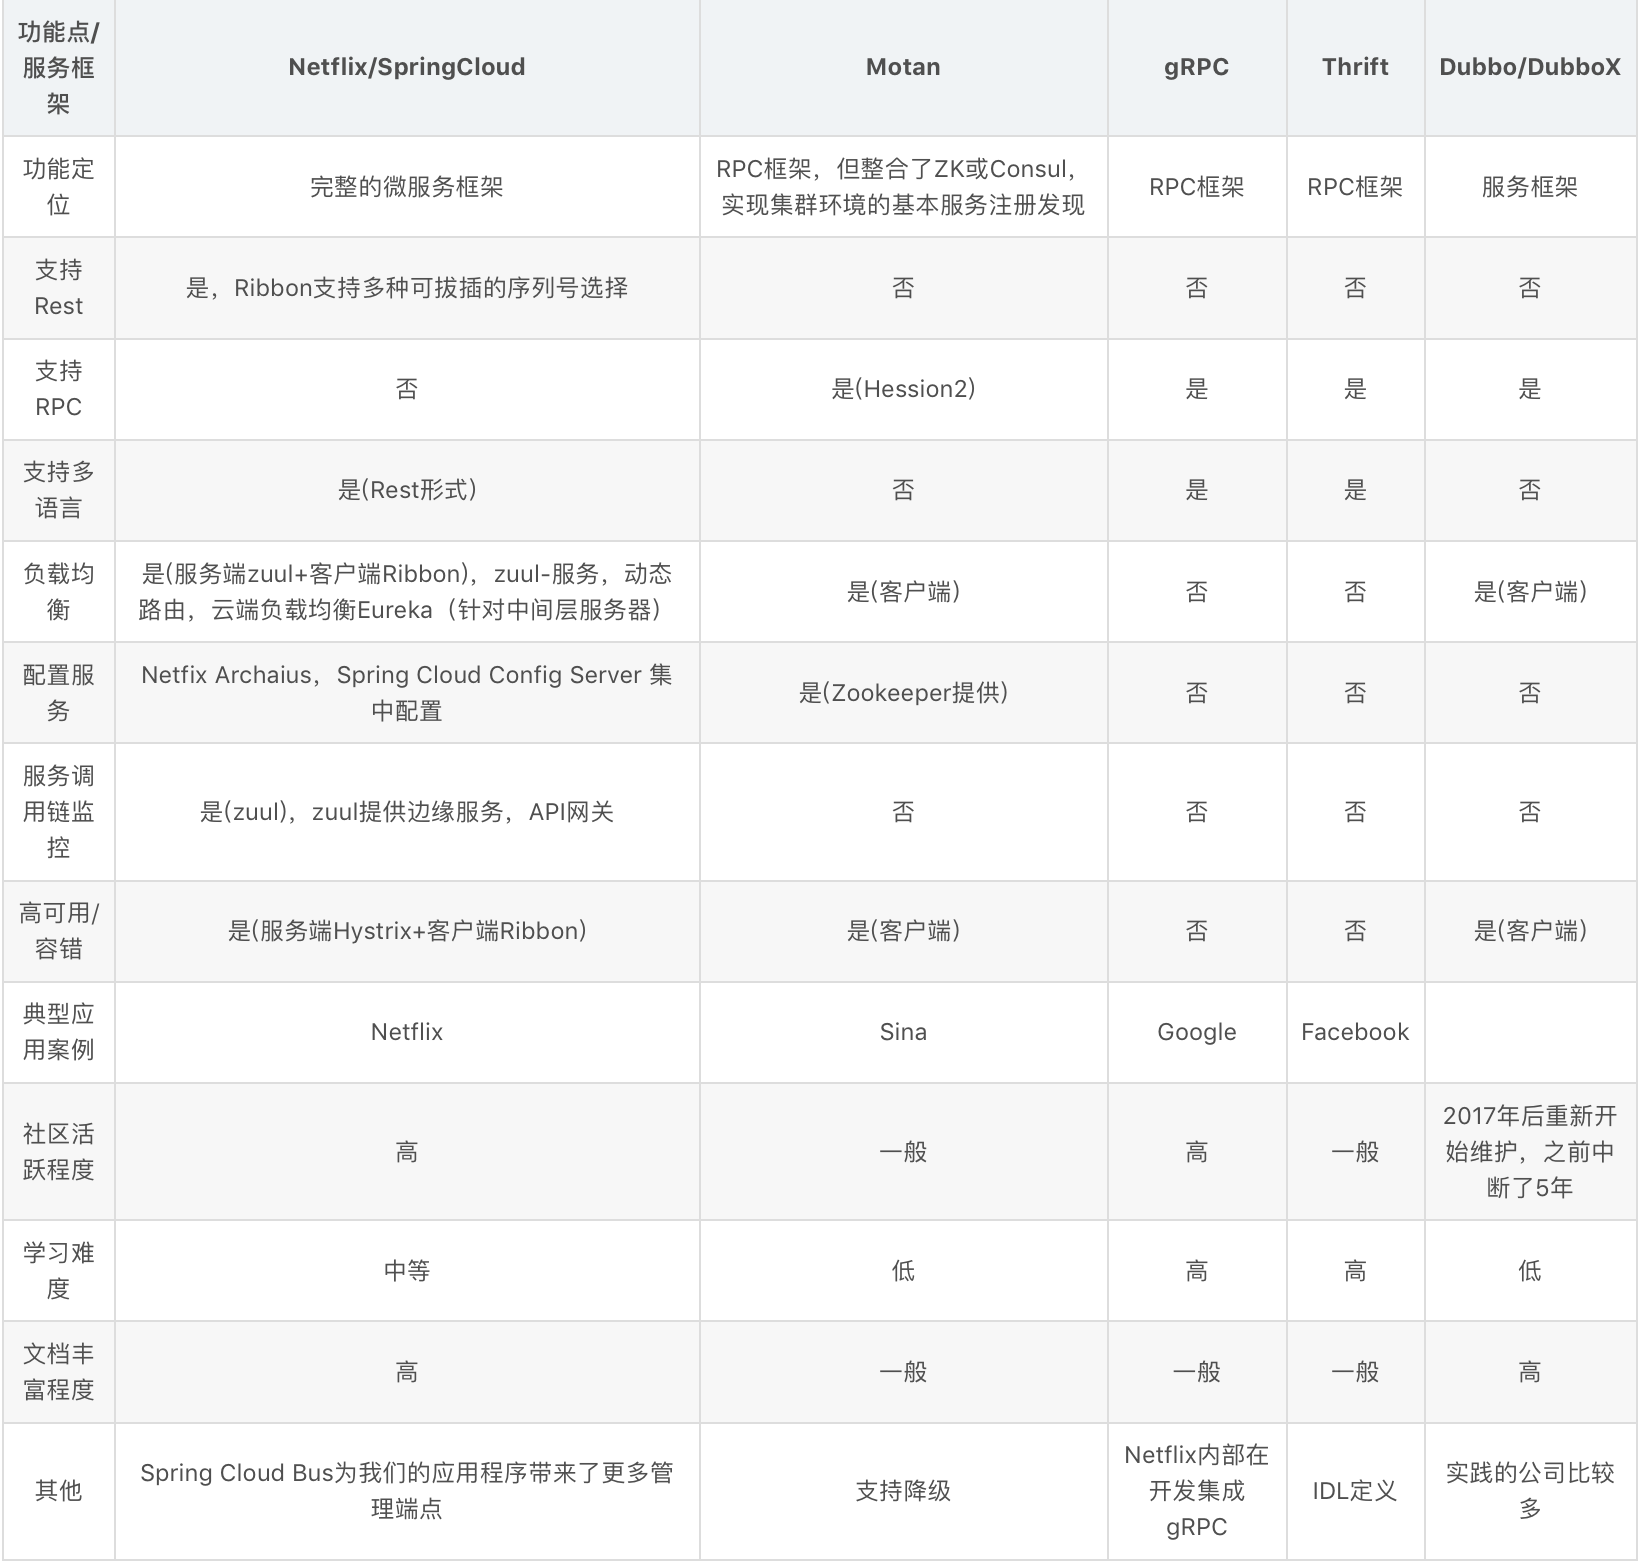 功能点/
服务框
架
Netflix/SpringCloud
Motan
gRPC
Thrift
Dubbo/DubboX
功能定
位
完整的微服务框架
RPC框架，但整合了ZK或Consul，
实现集群环境的基本服务注册发现
RPC框架
RPC框架
服务框架
支持
Rest
是，Ribbon支持多种可拔插的序列号选择
否
否
否
否
支持
RPC
否
是(Hession2)
是
是
是
支持多
语言
是(Rest形式)
否
是
是
否
负载均
衡
是(服务端zuul+客户端Ribbon)，zuul-服务，动态
路由，云端负载均衡Eureka（针对中间层服务器）
是(客户端)
否
否
是(客户端)
配置服
务
Netfix Archaius，Spring Cloud Config Server 集
中配置
是(Zookeeper提供)
否
否
否
服务调
用链监
控
是(zuul)，zuul提供边缘服务，API网关
否
否
否
否
高可用/
容错
是(服务端Hystrix+客户端Ribbon)
是(客户端)
否
否
是(客户端)
典型应
用案例
Netflix
Sina
Google
Facebook
社区活
跃程度
高
一般
高
一般
2017年后重新开
始维护，之前中
断了5年
学习难
度
中等
低
高
高
低
文档丰
富程度
高
一般
一般
一般
高
其他
Spring Cloud Bus为我们的应用程序带来了更多管
理端点
支持降级
Netflix内部在
开发集成
gRPC
IDL定义
实践的公司比较
多